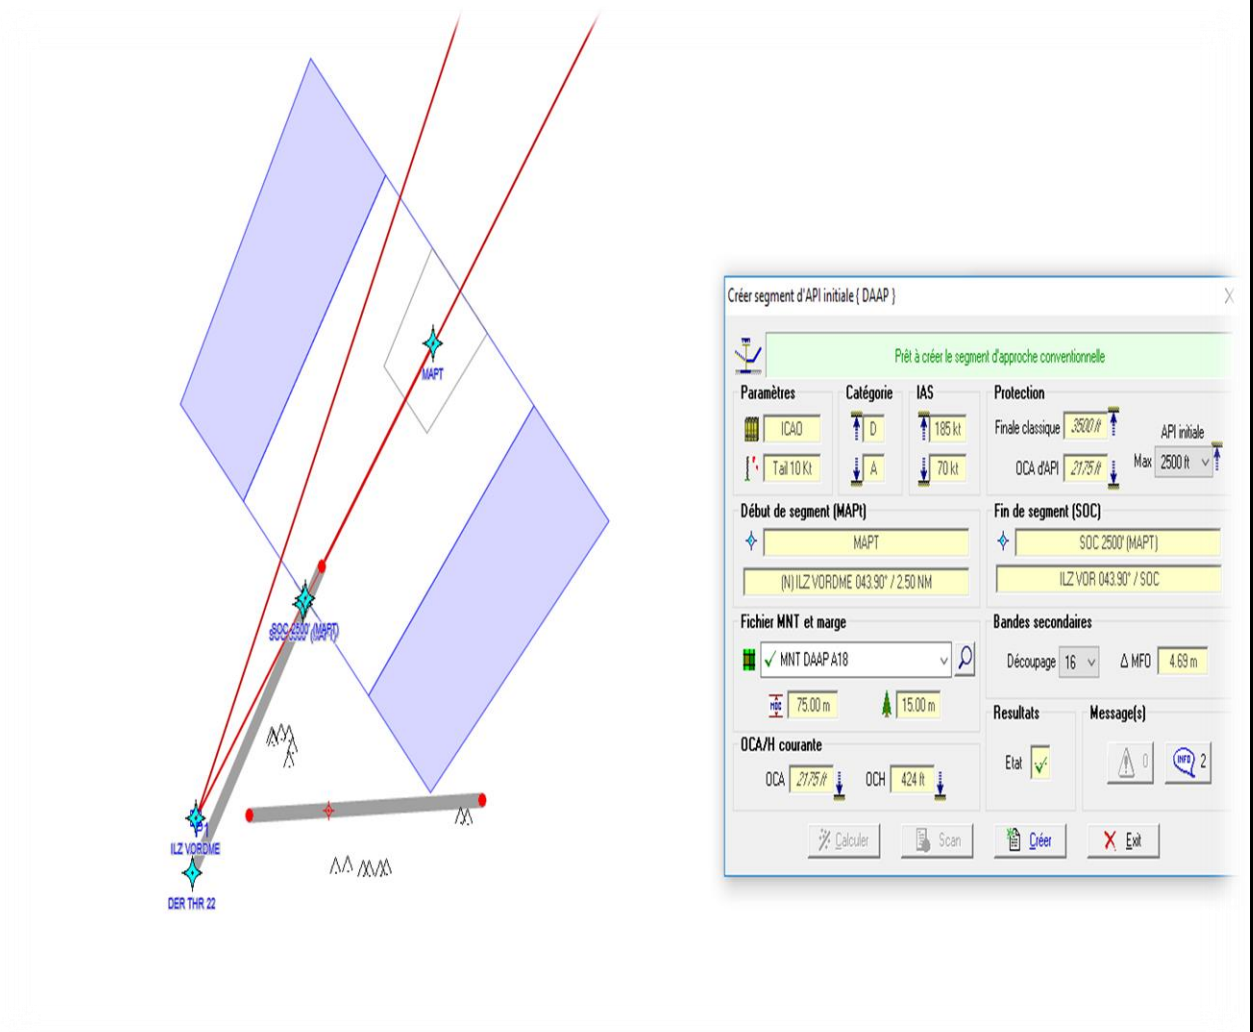 MAPT
SOC 2500' (MAPT)
P1
ILZ VORDME
DER THR 22
Créer segment d'API initiale { DAAP }
Prêt à créer le segment d'approche conventionnelle
Paramètres
Catégorie
IAS
Protection
ICAO
D
185 kt
Finale classique 3500 ft
API initiale
Tail 10 Kt
A
70 kt
OCA d'API 2175 ft
Max 2500 ft
Début de segment (MAPt)
Fin de segment (SOC)
MAPT
SOC 2500' (MAPT)
(N) ILZ VORDME 043.90° / 2.50 NM
ILZ VOR 043.90° / SOC
Fichier MNT et marge
Bandes secondaires
MNT DAAP A18
Découpage 16
Δ MFO 4.69 m
MOC 75.00 m
15.00 m
Resultats
Message(s)
OCA/H courante
Etat
0
INFO 2
OCA 2175 ft
OCH 424 ft
Calculer
Scan
Créer
Exit